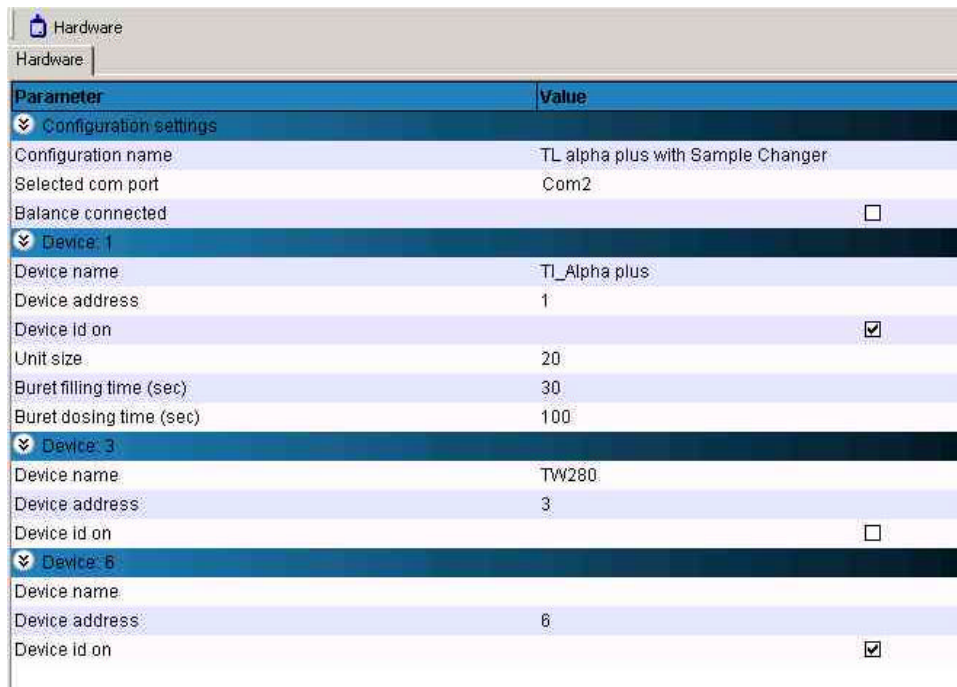 Hardware
Hardware
Parameter Value
Configuration settings
Configuration name TL alpha plus with Sample Changer
Selected com port Com2
Balance connected
Device: 1
Device name TI_Alpha plus
Device address 1
Device id on
Unit size 20
Buret filling time (sec) 30
Buret dosing time (sec) 100
Device: 3
Device name TW280
Device address 3
Device id on
Device: 6
Device name
Device address 6
Device id on